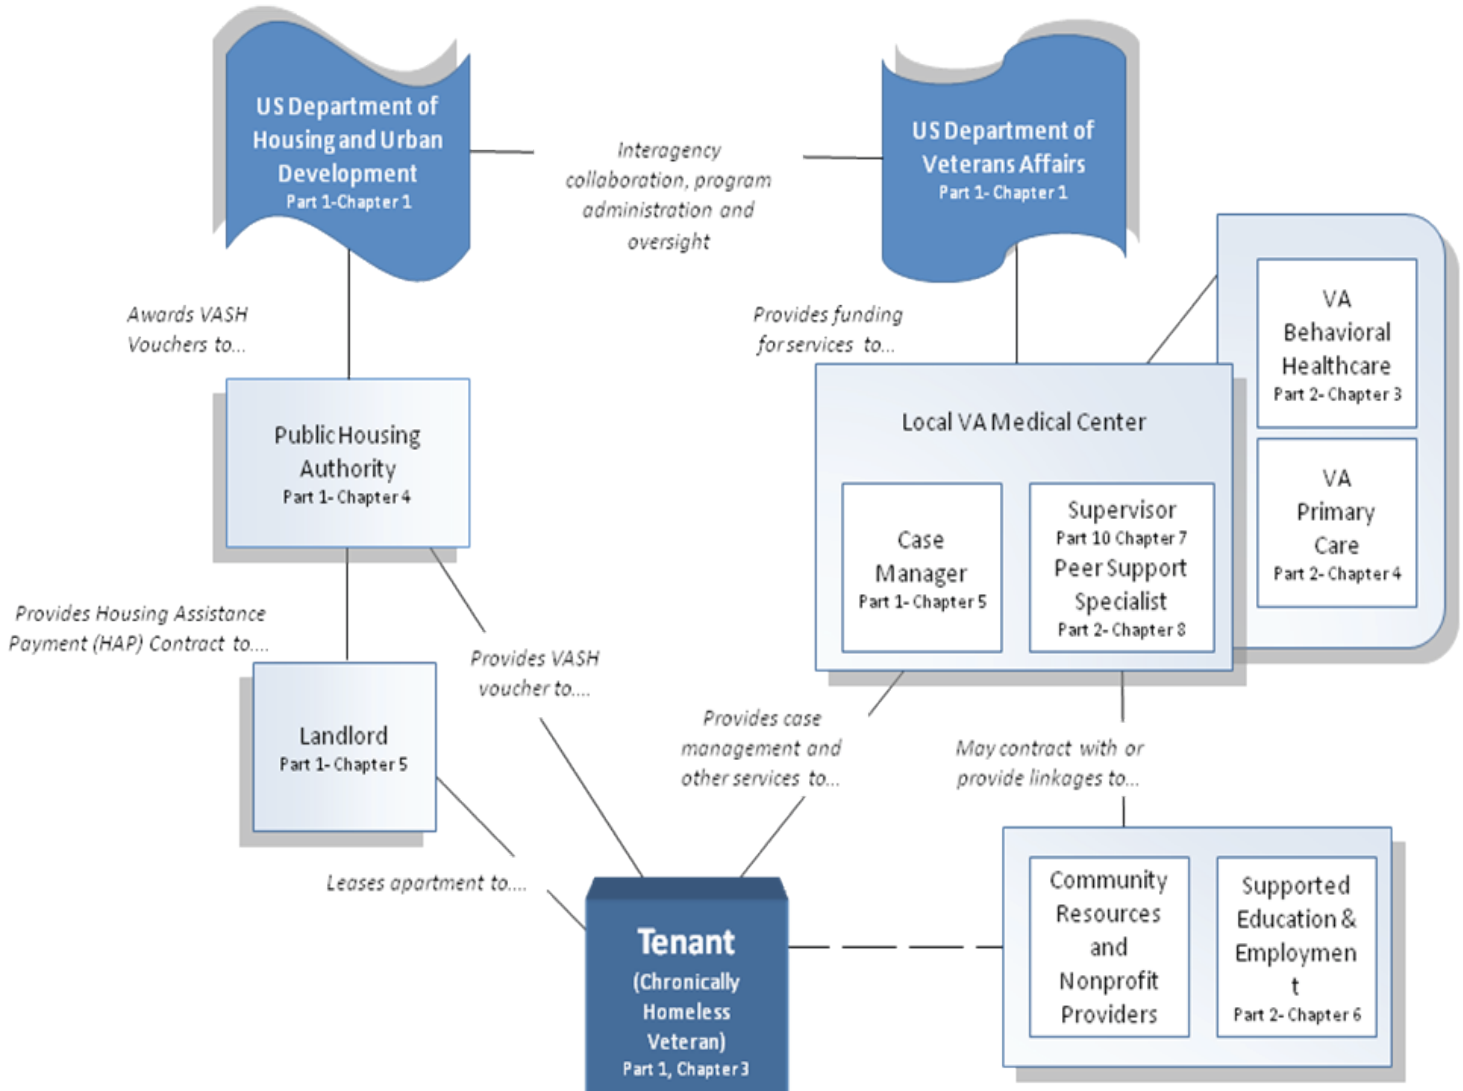 US Department of
Housing and Urban
Development
Part 1-Chapter 1
Interagency
collaboration, program
administration and
oversight
US Department of
Veterans Affairs
Part 1- Chapter 1
Awards VASH
Vouchers to...
Provides funding
for services to...
VA
Behavioral
Healthcare
Part 2- Chapter 3
VA
Primary
Care
Part 2- Chapter 4
Public Housing
Authority
Part 1- Chapter 4
Local VA Medical Center
Case
Manager
Part 1- Chapter 5
Supervisor
Part 10 Chapter 7
Peer Support
Specialist
Part 2- Chapter 8
Provides Housing Assistance
Payment (HAP) Contract to....
Provides VASH
voucher to....
Landlord
Part 1- Chapter 5
Provides case
management and
other services to...
May contract with or
provide linkages to...
Leases apartment to....
Tenant
(Chronically
Homeless
Veteran)
Part 1, Chapter 3
Community
Resources
and
Nonprofit
Providers
Supported
Education &
Employmen
t
Part 2- Chapter 6